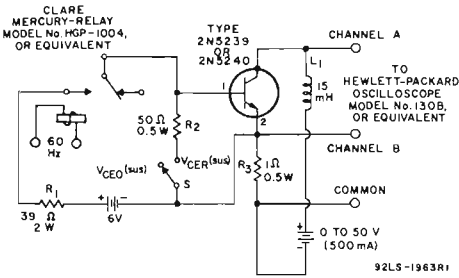 CLARE
MERCURY-RELAY
MODEL No. HGP-1004,
OR EQUIVALENT
TYPE
2N5239
OR
2N5240
CHANNEL A
1
2
L1
15
mH
TO
HEWLETT-PACKARD
OSCILLOSCOPE
MODEL No. 130B,
OR EQUIVALENT
CHANNEL B
60
Hz
50 Ω
0.5 W
R2
VCEO(sus)
VCER(sus)
S
R3
1Ω
0.5 W
COMMON
R1
39 Ω
2 W
+ -
6V
+
-
0 TO 50 V
(500 mA)
92LS-1963R1